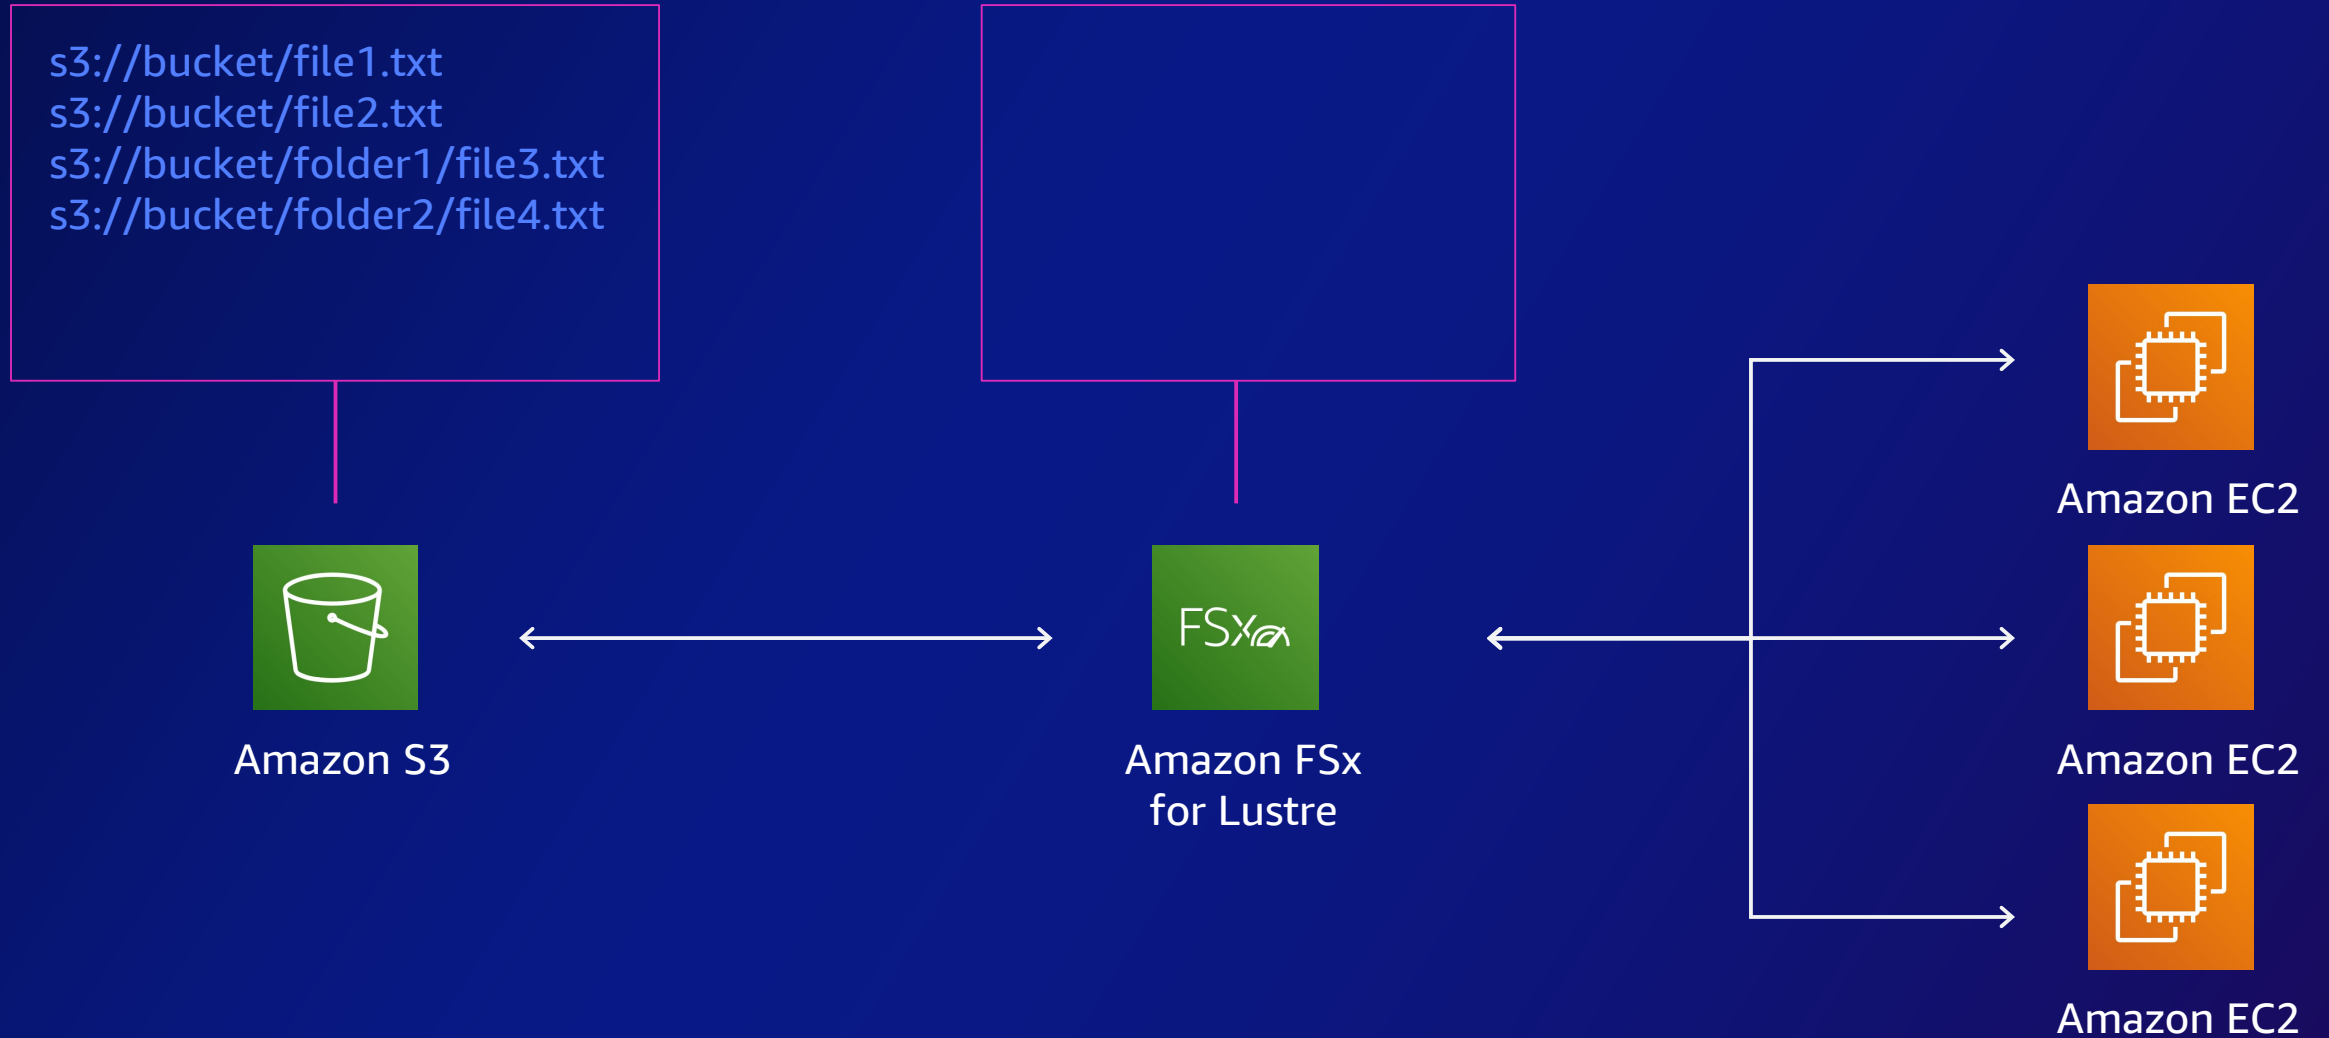 s3://bucket/file1.txt
s3://bucket/file2.txt
s3://bucket/folder1/file3.txt
s3://bucket/folder2/file4.txt
Amazon EC2
FSx
Amazon S3
Amazon FSx
for Lustre
Amazon EC2
Amazon EC2